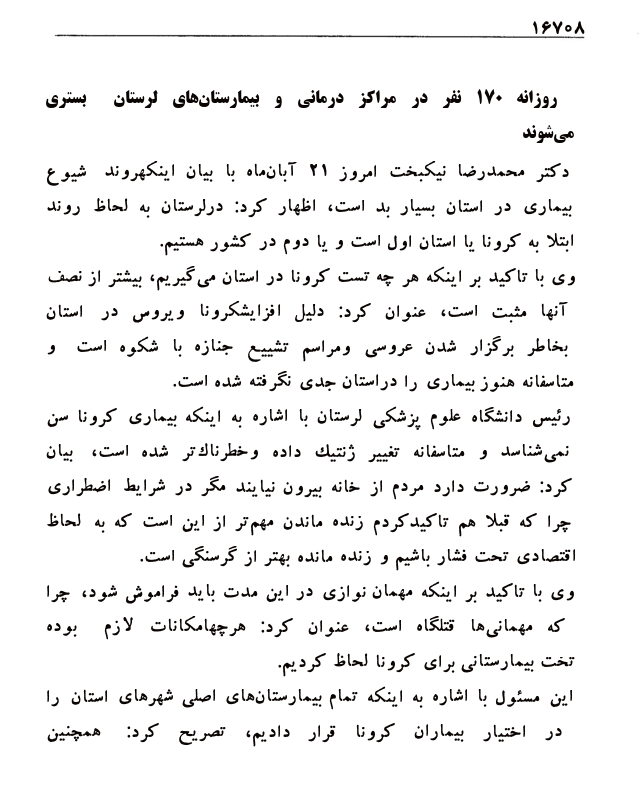 ۱۶۷۰۸
روزانه ۱۷۰ نفر در مراکز درمانی و بیمارستان‌های لرستان بستری
می‌شوند
دکتر محمدرضا نیکبخت امروز ۲۱ آبان‌ماه با بیان اینکهروند شیوع
بیماری در استان بسیار بد است، اظهار کرد: درلرستان به لحاظ روند
ابتلا به کرونا یا استان اول است و یا دوم در کشور هستیم.
وی با تاکید بر اینکه هر چه تست کرونا در استان می‌گیریم، بیشتر از نصف
آنها مثبت است، عنوان کرد: دلیل افزایشکرونا ویروس در استان
بخاطر برگزار شدن عروسی ومراسم تشییع جنازه با شکوه است و
متاسفانه هنوز بیماری را دراستان جدی نگرفته شده است.
رئیس دانشگاه علوم پزشکی لرستان با اشاره به اینکه بیماری کرونا سن
نمی‌شناسد و متاسفانه تغییر ژنتیك داده وخطرناك‌تر شده است، بیان
کرد: ضرورت دارد مردم از خانه بیرون نیایند مگر در شرایط اضطراری
چرا که قبلا هم تاکیدکردم زنده ماندن مهم‌تر از این است که به لحاظ
اقتصادی تحت فشار باشیم و زنده مانده بهتر از گرسنگی است.
وی با تاکید بر اینکه مهمان نوازی در این مدت باید فراموش شود، چرا
که مهمانی‌ها قتلگاه است، عنوان کرد: هرچهامکانات لازم بوده
تخت بیمارستانی برای کرونا لحاظ کردیم.
این مسئول با اشاره به اینکه تمام بیمارستان‌های اصلی شهرهای استان را
در اختیار بیماران کرونا قرار دادیم، تصریح کرد: همچنین